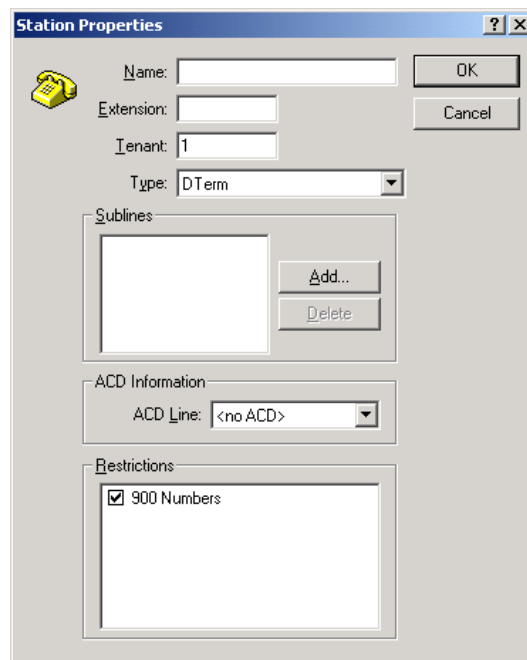 Station Properties
Name:
OK
Extension:
Cancel
Tenant: 1
Type: DTerm
Sublines
Add...
Delete
ACD Information
ACD Line: <no ACD>
Restrictions
900 Numbers